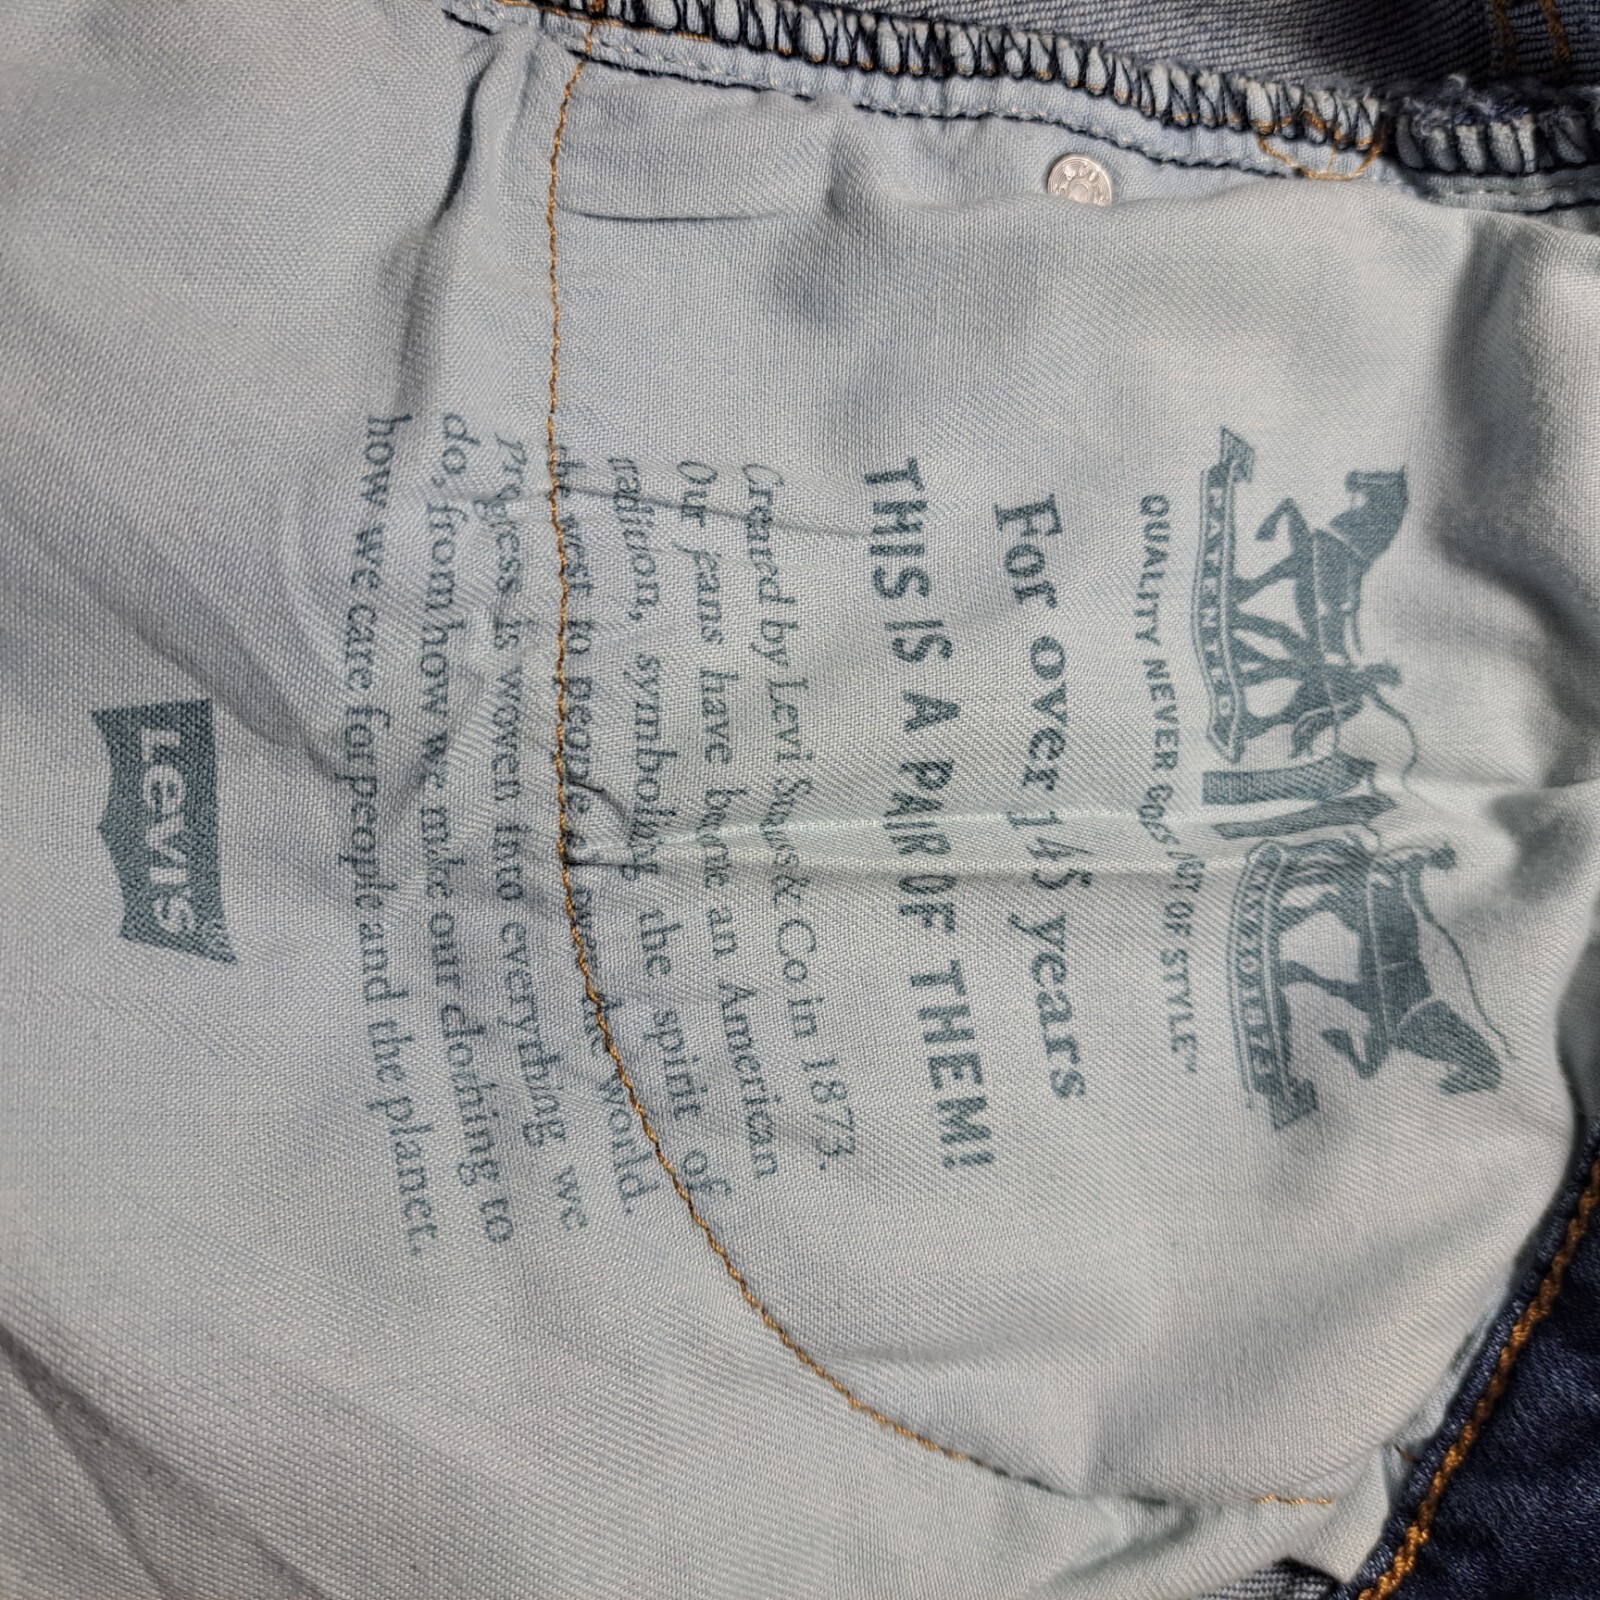 PATENTED
QUALITY NEVER OUT OF STYLE™
For over 145 years
THIS IS A PAIR OF THEM!
Created by Levi Strauss & Co in 1873.
Our jeans have become an American
tradition, symbolizing the spirit of
the west to people the world.
Progress is woven into everything we
do, from how we make our clothing to
how we care for people and the planet.
LEVI'S